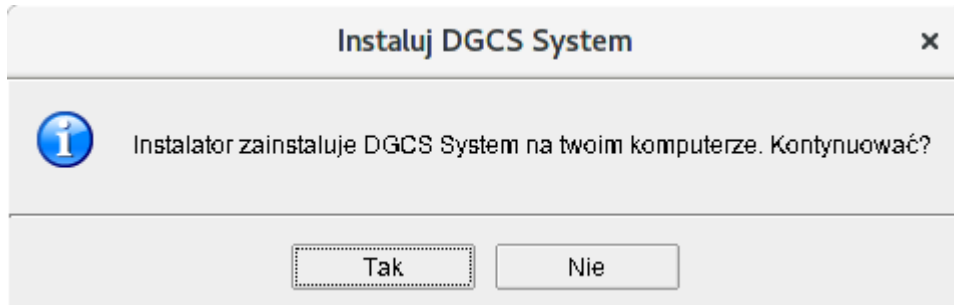 Instaluj DGCS System
Instalator zainstaluje DGCS System na twoim komputerze. Kontynuować?
Tak
Nie